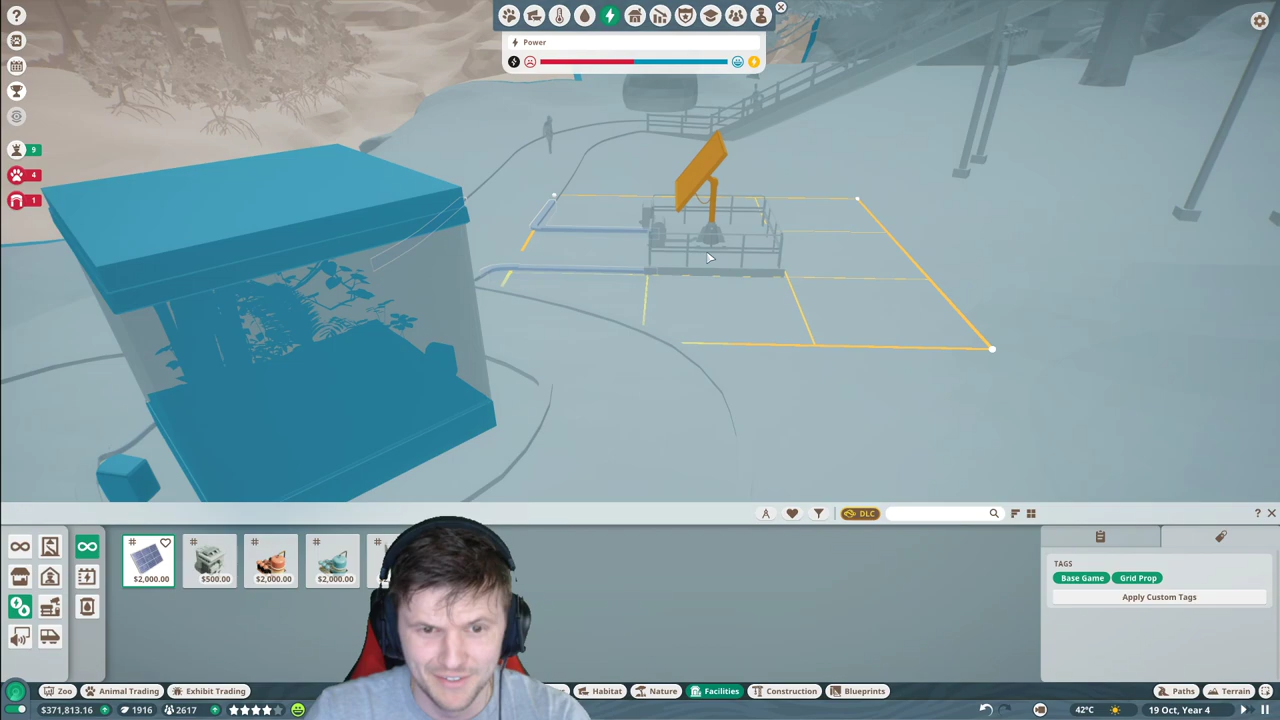 Power
9
4
1
DLC
$2,000.00
$500.00
$2,000.00
$2,000.00
TAGS
Base Game
Grid Prop
Apply Custom Tags
Zoo
Animal Trading
Exhibit Trading
Habitat
Nature
Facilities
Construction
Blueprints
Paths
Terrain
$371,813.16
1916
2617
42°C
19 Oct, Year 4